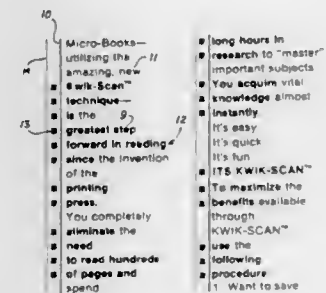 10
Micro-Books—
utilizing the
amazing, new 11
Kwik-Scan™
technique—
is the 9
13 greatest step
forward in reading 12
since the invention
of the
printing
press.
You completely
eliminate the
need
to read hundreds
of pages and
spend
long hours in
research to "master"
important subjects
You acquire vital
knowledge almost
instantly
It's easy
It's quick
It's fun
ITS KWIK-SCAN™
To maximize the
benefits available
through
KWIK-SCAN™
use the
following
procedure
1 Want to save